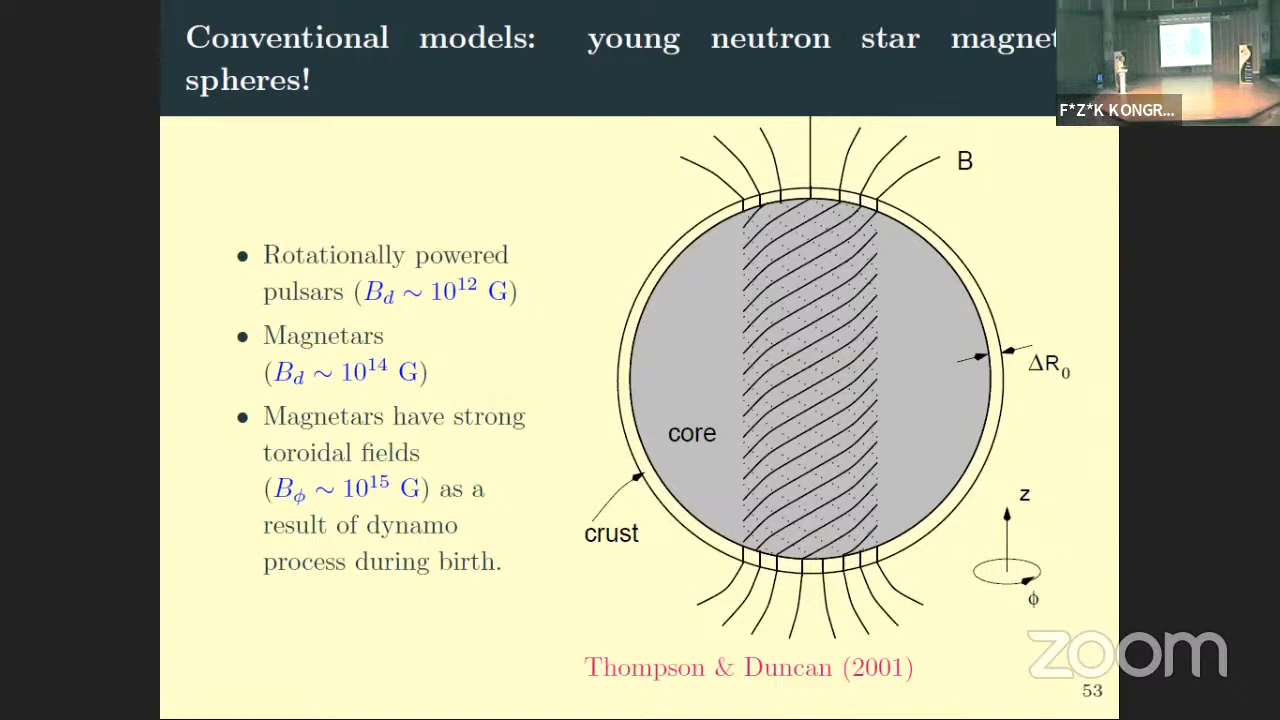 Conventional models: young neutron star magnet
spheres!
F*Z*K KONGR...
B
• Rotationally powered
pulsars (B_d ∼ 10^12 G)
• Magnetars
(B_d ∼ 10^14 G)
ΔR_0
• Magnetars have strong
toroidal fields
(B_ϕ ∼ 10^15 G) as a
result of dynamo
process during birth.
core
crust
z
ϕ
Thompson & Duncan (2001)
zoom
53